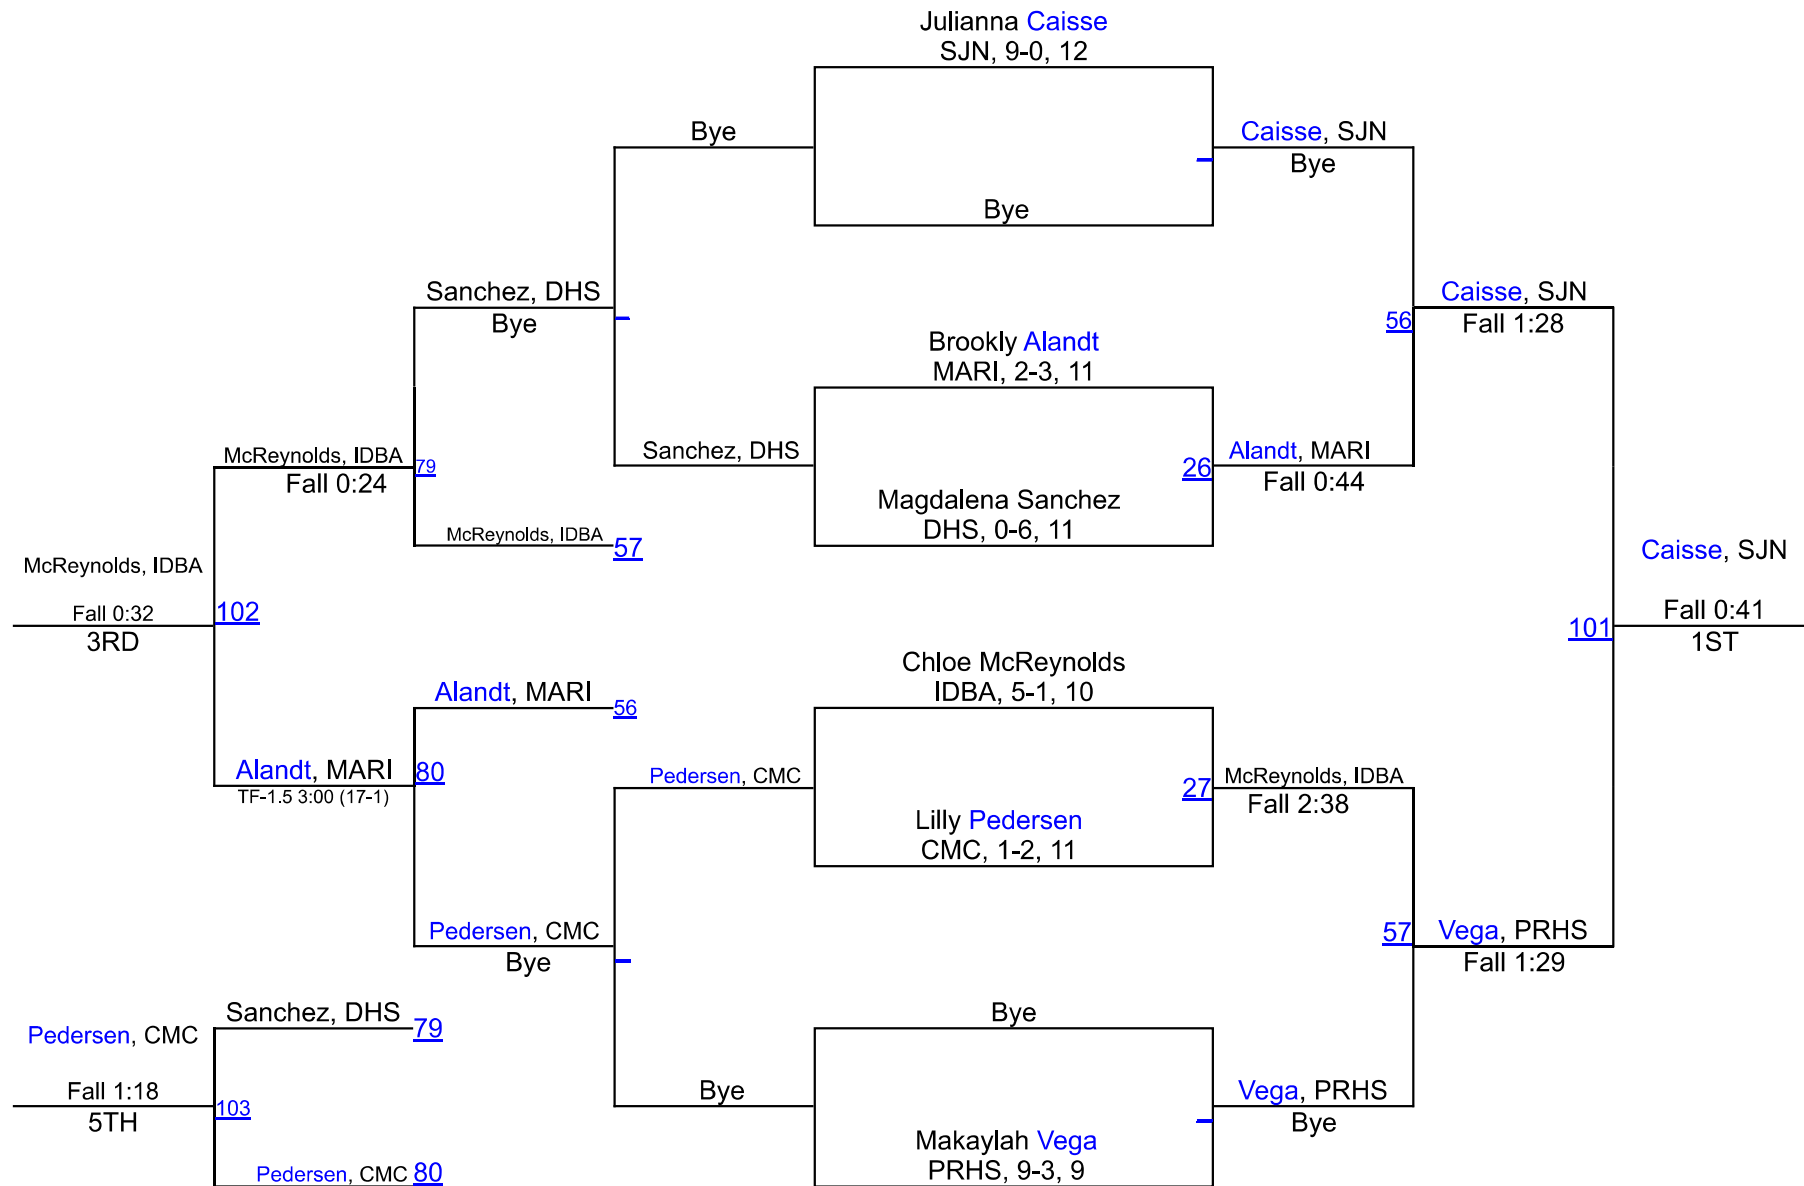 Julianna Caisse
SJN, 9-0, 12
Bye
Caisse, SJN
Bye
Bye
Sanchez, DHS
Bye
Caisse, SJN
56
Fall 1:28
Brookly Alandt
MARI, 2-3, 11
McReynolds, IDBA
79
Fall 0:24
Sanchez, DHS
26
Alandt, MARI
Fall 0:44
Magdalena Sanchez
DHS, 0-6, 11
McReynolds, IDBA
57
McReynolds, IDBA
Caisse, SJN
Fall 0:32
102
3RD
Fall 0:41
101
1ST
Chloe McReynolds
IDBA, 5-1, 10
Alandt, MARI
56
Alandt, MARI
80
TF-1.5 3:00 (17-1)
Pedersen, CMC
27
McReynolds, IDBA
Fall 2:38
Lilly Pedersen
CMC, 1-2, 11
Pedersen, CMC
Bye
57
Vega, PRHS
Fall 1:29
Sanchez, DHS
79
Bye
Pedersen, CMC
Fall 1:18
103
5TH
Bye
Vega, PRHS
Bye
Makaylah Vega
PRHS, 9-3, 9
Pedersen, CMC
80